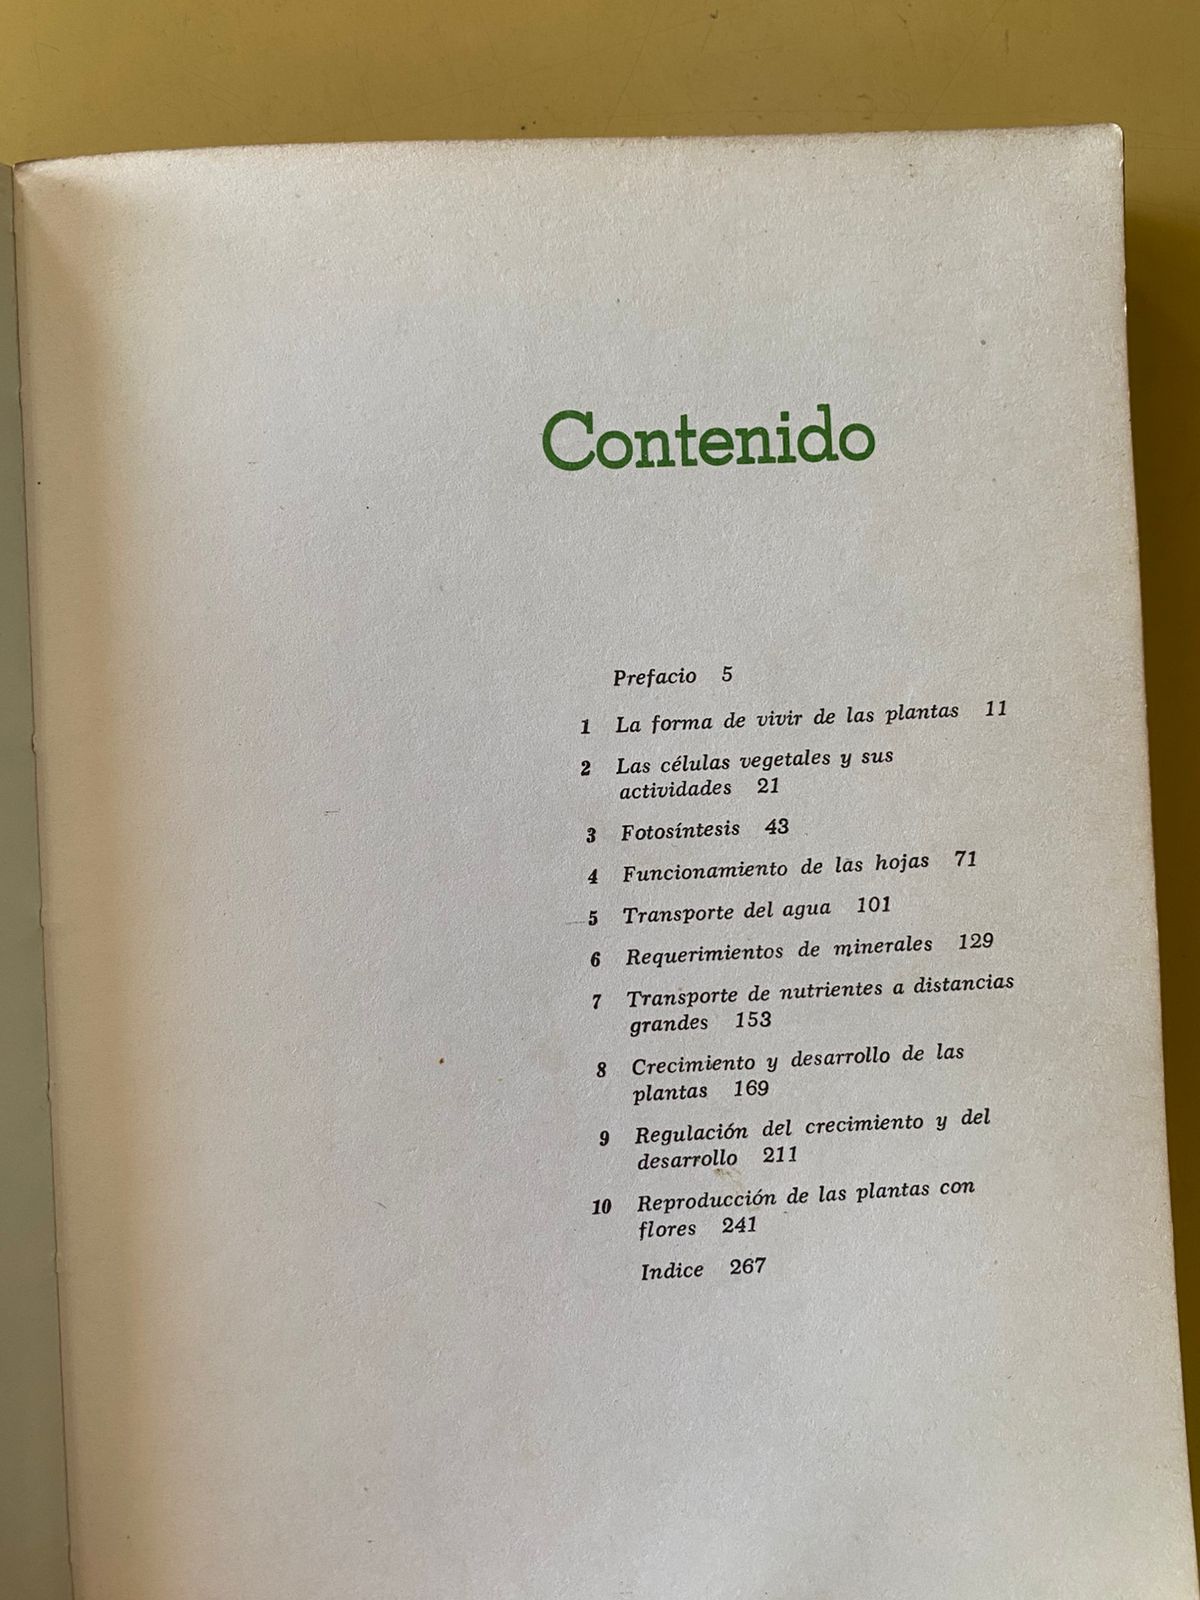 Contenido
Prefacio 5
1 La forma de vivir de las plantas 11
2 Las células vegetales y sus
actividades 21
3 Fotosíntesis 43
4 Funcionamiento de las hojas 71
5 Transporte del agua 101
6 Requerimientos de minerales 129
7 Transporte de nutrientes a distancias
grandes 153
8 Crecimiento y desarrollo de las
plantas 169
9 Regulación del crecimiento y del
desarrollo 211
10 Reproducción de las plantas con
flores 241
Indice 267